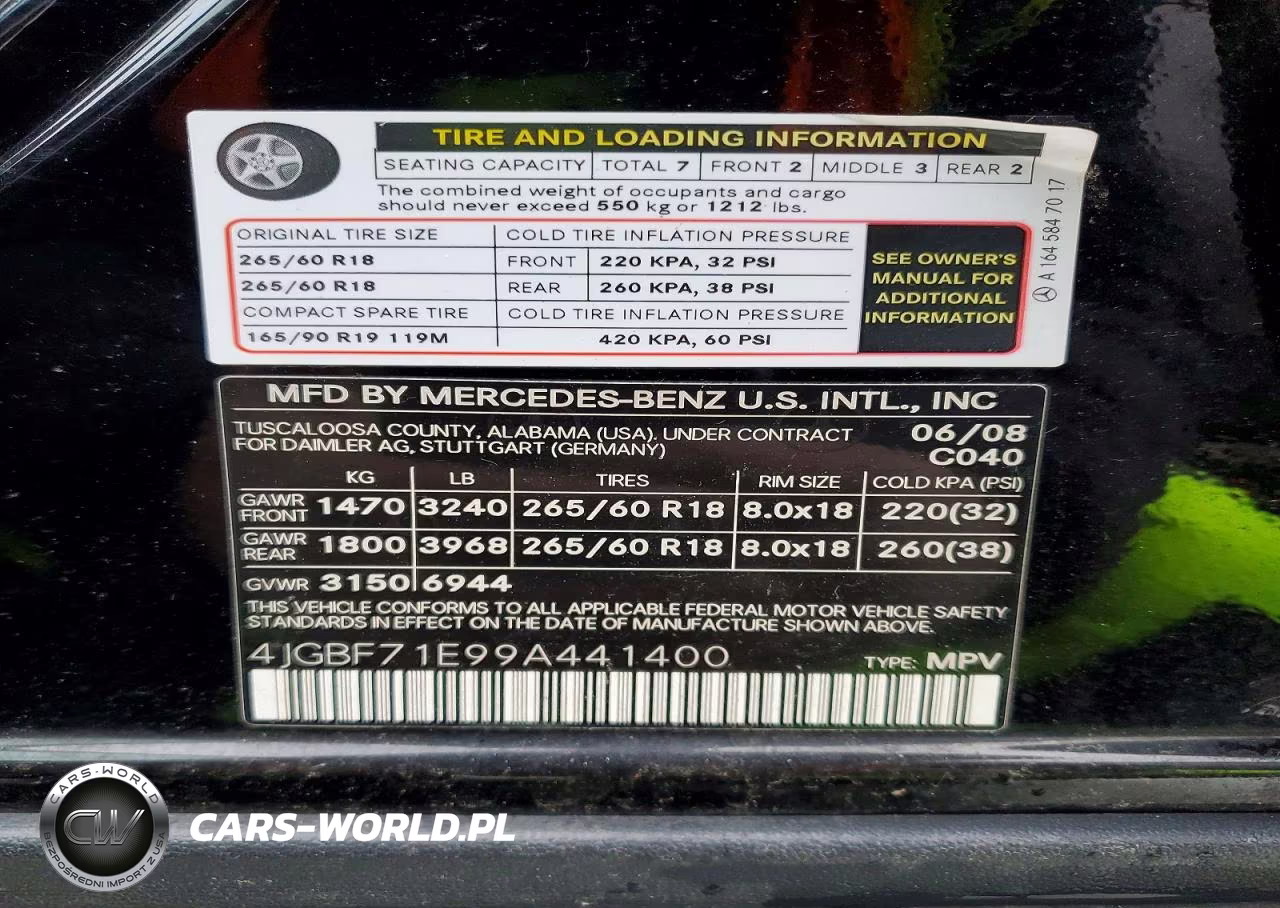 TIRE AND LOADING INFORMATION
SEATING CAPACITY TOTAL 7 FRONT 2 MIDDLE 3 REAR 2
The combined weight of occupants and cargo
should never exceed 550 kg or 1212 lbs.
ORIGINAL TIRE SIZE COLD TIRE INFLATION PRESSURE
265/60 R18 FRONT 220 KPA, 32 PSI
265/60 R18 REAR 260 KPA, 38 PSI
COMPACT SPARE TIRE COLD TIRE INFLATION PRESSURE
165/90 R19 119M 420 KPA, 60 PSI
SEE OWNER'S
MANUAL FOR
ADDITIONAL
INFORMATION
A 164 584 70 17
MFD BY MERCEDES-BENZ U.S. INTL., INC
TUSCALOOSA COUNTY, ALABAMA (USA). UNDER CONTRACT 06/08
FOR DAIMLER AG, STUTTGART (GERMANY) C040
KG LB TIRES RIM SIZE COLD KPA (PSI)
GAWR FRONT 1470 3240 265/60 R18 8.0x18 220(32)
GAWR REAR 1800 3968 265/60 R18 8.0x18 260(38)
GVWR 3150 6944
THIS VEHICLE CONFORMS TO ALL APPLICABLE FEDERAL MOTOR VEHICLE SAFETY
STANDARDS IN EFFECT ON THE DATE OF MANUFACTURE SHOWN ABOVE.
4JGBF71E99A441400 TYPE: MPV
CARS-WORLD
CW
BEZPOŚREDNI IMPORT Z USA
CARS-WORLD.PL